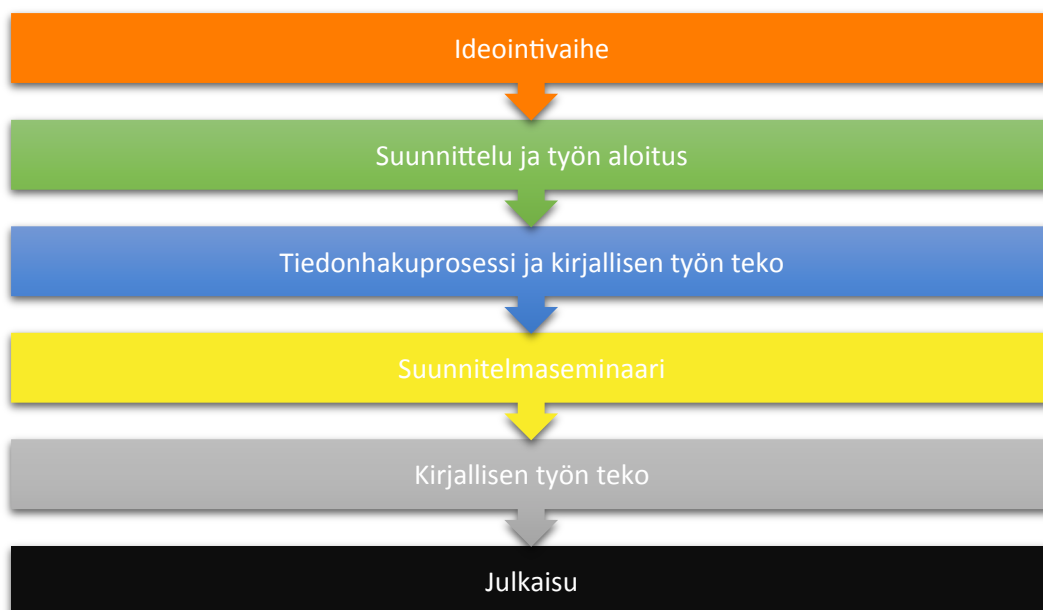 Ideointivaihe
Suunnittelu ja työn aloitus
Tiedonhakuprosessi ja kirjallisen työn teko
Suunnitelmaseminaari
Kirjallisen työn teko
Julkaisu